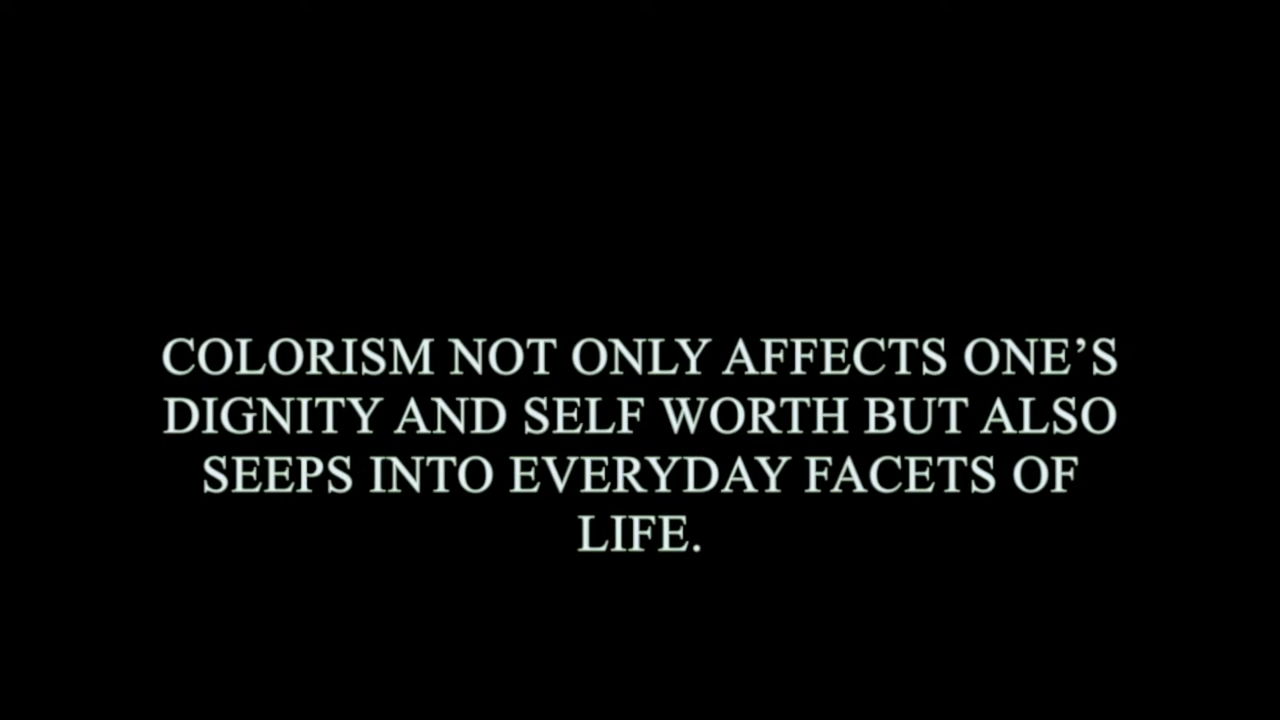 COLORISM NOT ONLY AFFECTS ONE’S
DIGNITY AND SELF WORTH BUT ALSO
SEEPS INTO EVERYDAY FACETS OF
LIFE.